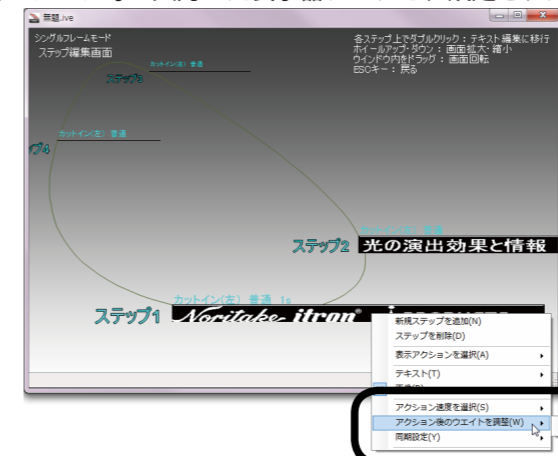 無題.ive
シングルフレームモード
ステップ編集画面
各ステップ上でダブルクリック：テキスト編集に移行
ホイールアップ・ダウン：画面拡大・縮小
ウインドウ内をドラッグ：画面回転
ESCキー：戻る
カットイン(左) 普通
ステップ3
カットイン(左) 普通
プ4
ステップ2
光の演出効果と情報
カットイン(左) 普通 1s
ステップ1
Noritake itron
新規ステップを追加(N)
ステップを削除(D)
表示アクションを選択(A)
テキスト(T)
アクション速度を選択(S)
アクション後のウエイトを調整(W)
同期設定(Y)